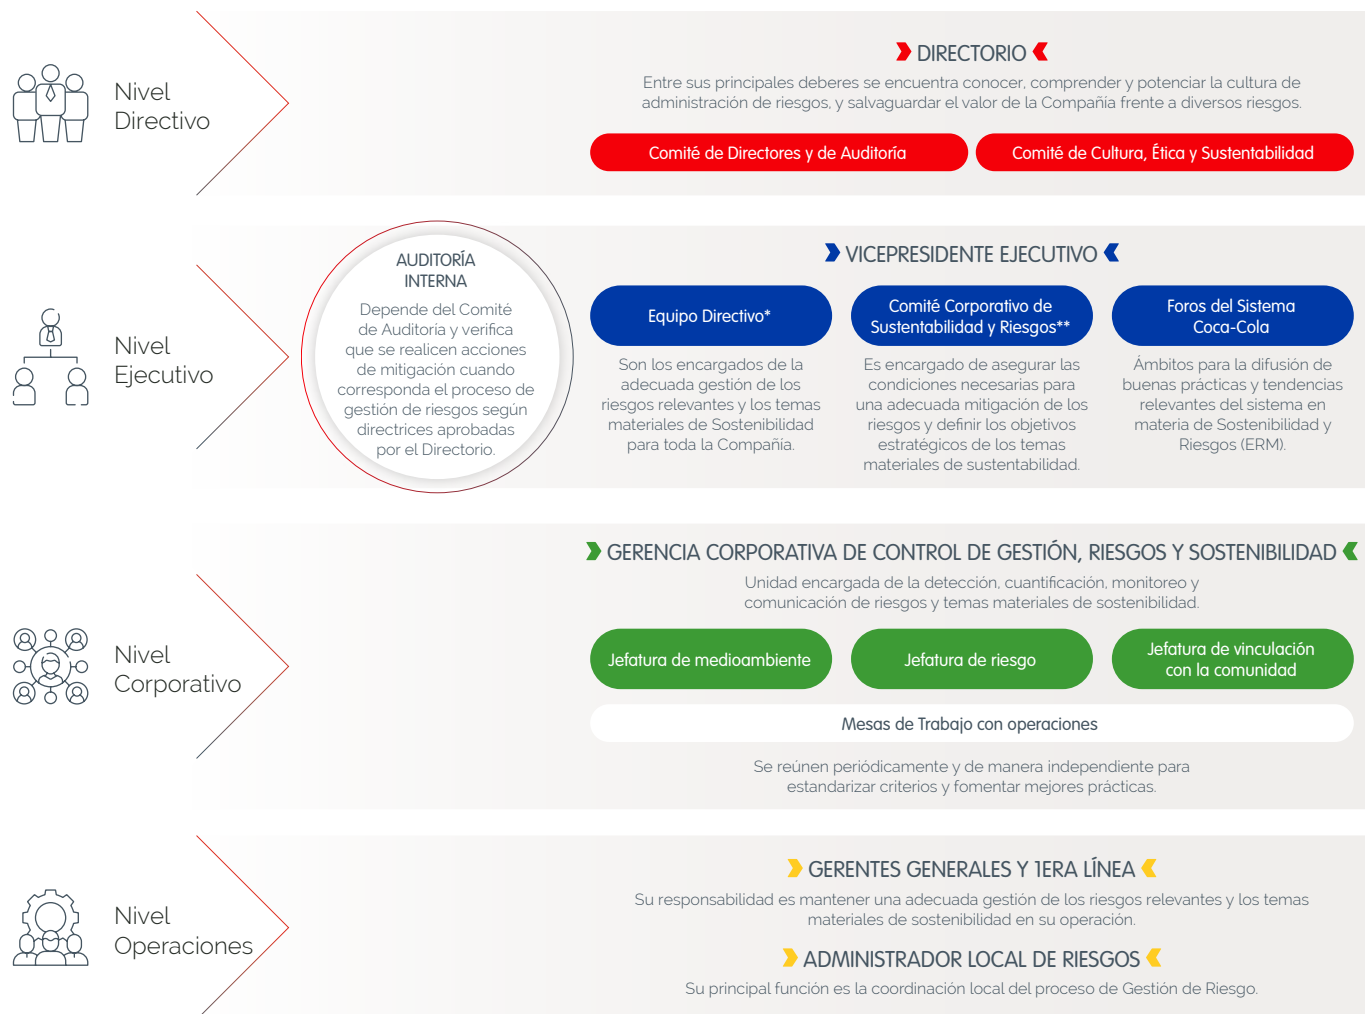 Nivel
Directivo
DIRECTORIO
Entre sus principales deberes se encuentra conocer, comprender y potenciar la cultura de
administración de riesgos, y salvaguardar el valor de la Compañía frente a diversos riesgos.
Comité de Directores y de Auditoría
Comité de Cultura, Ética y Sustentabilidad
Nivel
Ejecutivo
AUDITORÍA
INTERNA
Depende del Comité
de Auditoría y verifica
que se realicen acciones
de mitigación cuando
corresponda el proceso de
gestión de riesgos según
directrices aprobadas
por el Directorio.
VICEPRESIDENTE EJECUTIVO
Equipo Directivo*
Son los encargados de la
adecuada gestión de los
riesgos relevantes y los temas
materiales de Sostenibilidad
para toda la Compañía.
Comité Corporativo de
Sustentabilidad y Riesgos**
Es encargado de asegurar las
condiciones necesarias para
una adecuada mitigación de los
riesgos y definir los objetivos
estratégicos de los temas
materiales de sustentabilidad.
Foros del Sistema
Coca-Cola
Ámbitos para la difusión de
buenas prácticas y tendencias
relevantes del sistema en
materia de Sostenibilidad y
Riesgos (ERM).
Nivel
Corporativo
GERENCIA CORPORATIVA DE CONTROL DE GESTIÓN, RIESGOS Y SOSTENIBILIDAD
Unidad encargada de la detección, cuantificación, monitoreo y
comunicación de riesgos y temas materiales de sostenibilidad.
Jefatura de medioambiente
Jefatura de riesgo
Jefatura de vinculación
con la comunidad
Mesas de Trabajo con operaciones
Se reúnen periódicamente y de manera independiente para
estandarizar criterios y fomentar mejores prácticas.
Nivel
Operaciones
GERENTES GENERALES Y 1ERA LÍNEA
Su responsabilidad es mantener una adecuada gestión de los riesgos relevantes y los temas
materiales de sostenibilidad en su operación.
ADMINISTRADOR LOCAL DE RIESGOS
Su principal función es la coordinación local del proceso de Gestión de Riesgo.